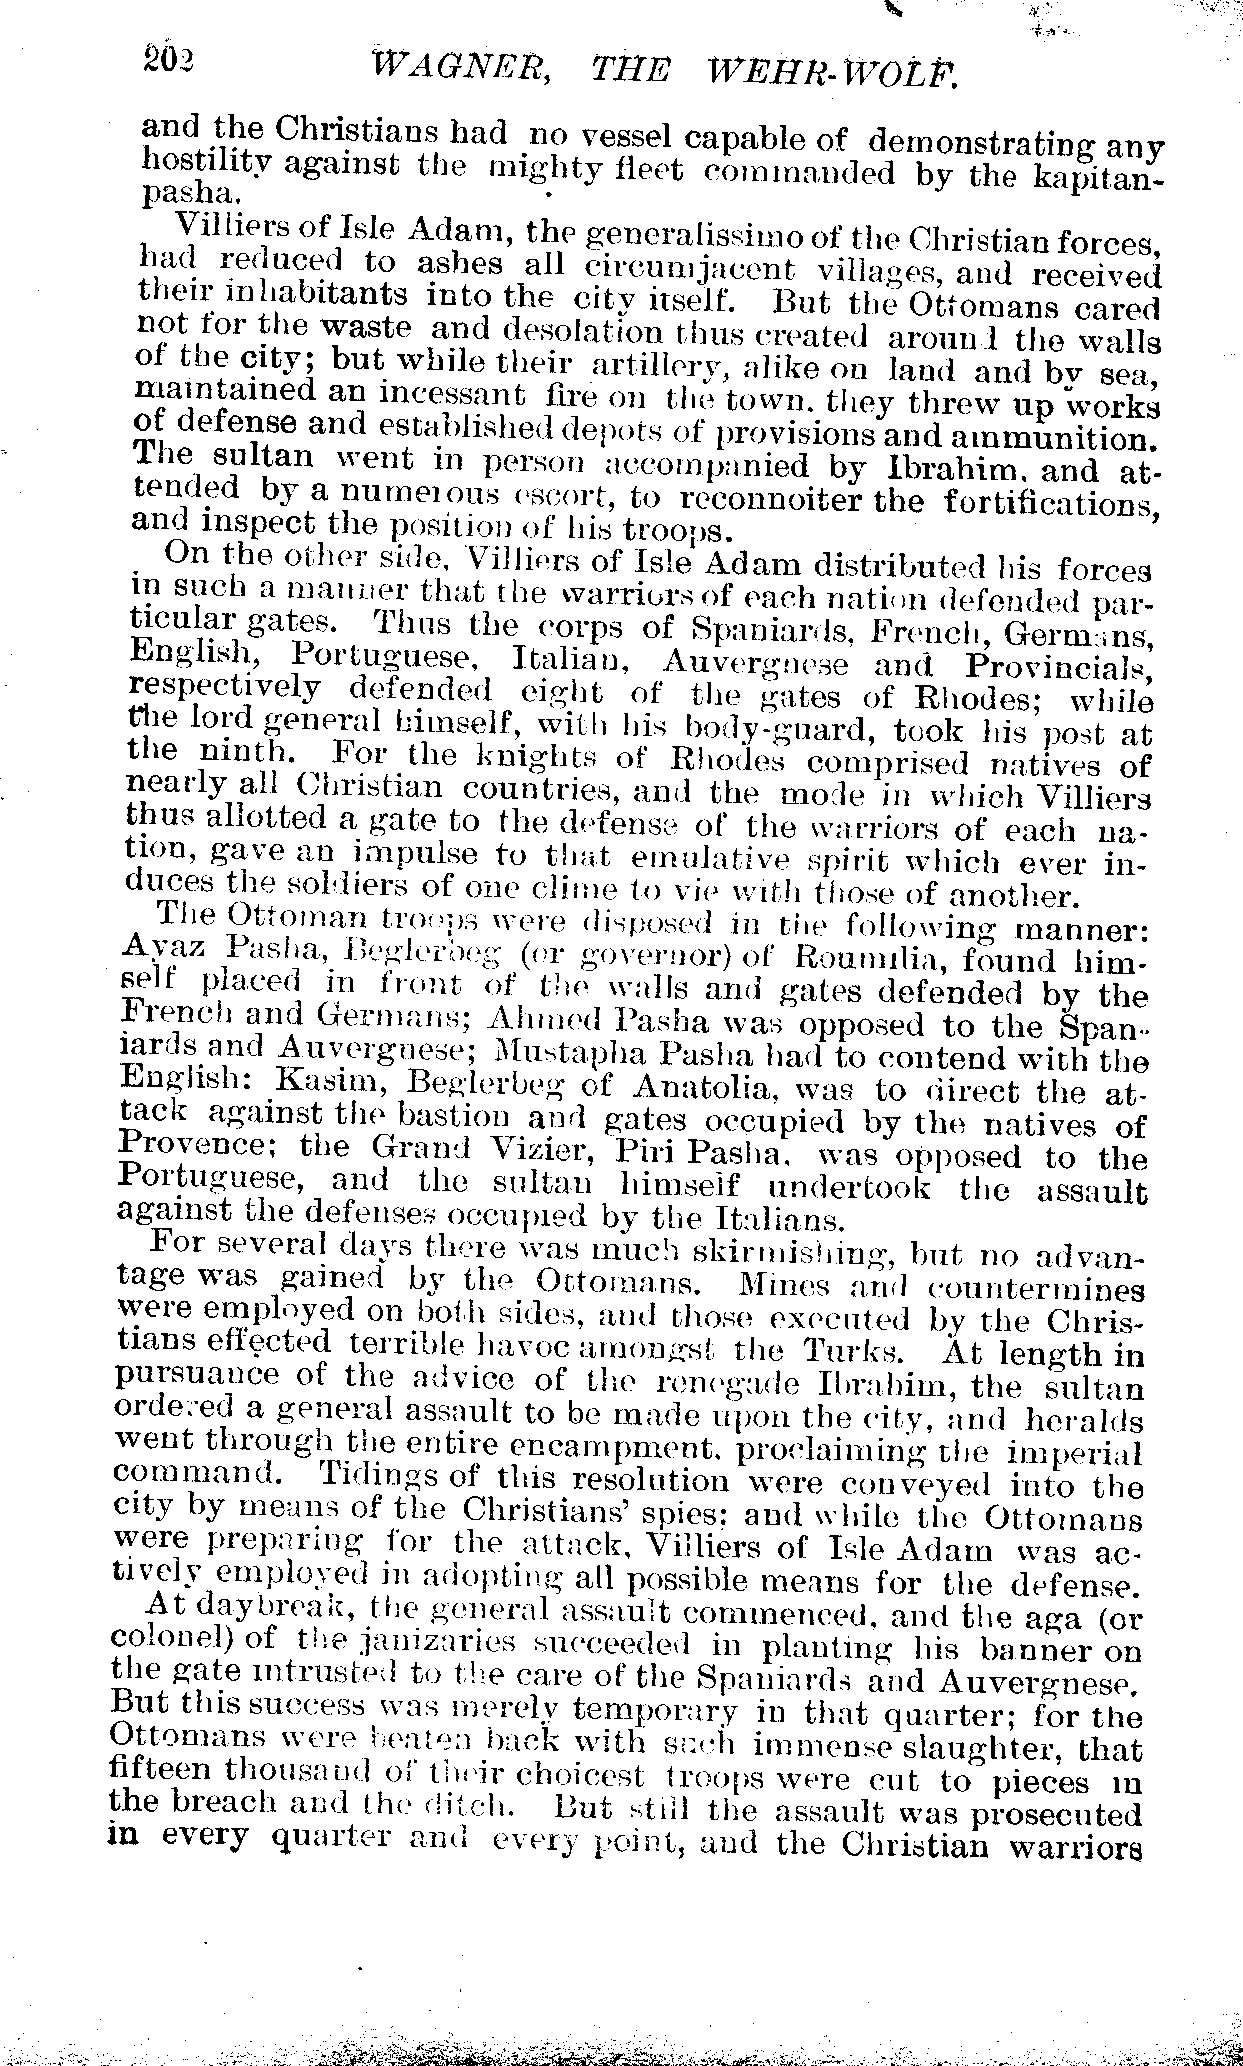 202 WAGNER, THE WEHR-WOLF.
and the Christians had no vessel capable of demonstrating any
hostility against the mighty fleet commanded by the kapitan-
pasha.
Villiers of Isle Adam, the generalissimo of the Christian forces,
had reduced to ashes all circumjacent villages, and received
their inhabitants into the city itself. But the Ottomans cared
not for the waste and desolation thus created around the walls
of the city; but while their artillery, alike on land and by sea,
maintained an incessant fire on the town. they threw up works
of defense and established depots of provisions and ammunition.
The sultan went in person accompanied by Ibrahim. and at-
tended by a numerous escort, to reconnoiter the fortifications,
and inspect the position of his troops.
On the other side, Villiers of Isle Adam distributed his forces
in such a manner that the warriors of each nation defended par-
ticular gates. Thus the corps of Spaniards, French, Germans,
English, Portuguese, Italian, Auvergnese and Provincials,
respectively defended eight of the gates of Rhodes; while
the lord general himself, with his body-guard, took his post at
the ninth. For the knights of Rhodes comprised natives of
nearly all Christian countries, and the mode in which Villiers
thus allotted a gate to the defense of the warriors of each na-
tion, gave an impulse to that emulative spirit which ever in-
duces the soldiers of one clime to vie with those of another.
The Ottoman troops were disposed in the following manner:
Ayaz Pasha, Beglerbeg (or governor) of Roumilia, found him-
self placed in front of the walls and gates defended by the
French and Germans; Ahmed Pasha was opposed to the Span-
iards and Auvergnese; Mustapha Pasha had to contend with the
English: Kasim, Beglerbeg of Anatolia, was to direct the at-
tack against the bastion and gates occupied by the natives of
Provence; the Grand Vizier, Piri Pasha. was opposed to the
Portuguese, and the sultan himself undertook the assault
against the defenses occupied by the Italians.
For several days there was much skirmishing, but no advan-
tage was gained by the Ottomans. Mines and countermines
were employed on both sides, and those executed by the Chris-
tians effected terrible havoc amongst the Turks. At length in
pursuance of the advice of the renegade Ibrahim, the sultan
ordered a general assault to be made upon the city, and heralds
went through the entire encampment. proclaiming the imperial
command. Tidings of this resolution were conveyed into the
city by means of the Christians' spies; and while the Ottomans
were preparing for the attack, Villiers of Isle Adam was ac-
tively employed in adopting all possible means for the defense.
At daybreak, the general assault commenced. and the aga (or
colonel) of the janizaries succeeded in planting his banner on
the gate intrusted to the care of the Spaniards and Auvergnese.
But this success was merely temporary in that quarter; for the
Ottomans were beaten back with such immense slaughter, that
fifteen thousand of their choicest troops were cut to pieces in
the breach and the ditch. But still the assault was prosecuted
in every quarter and every point, and the Christian warriors